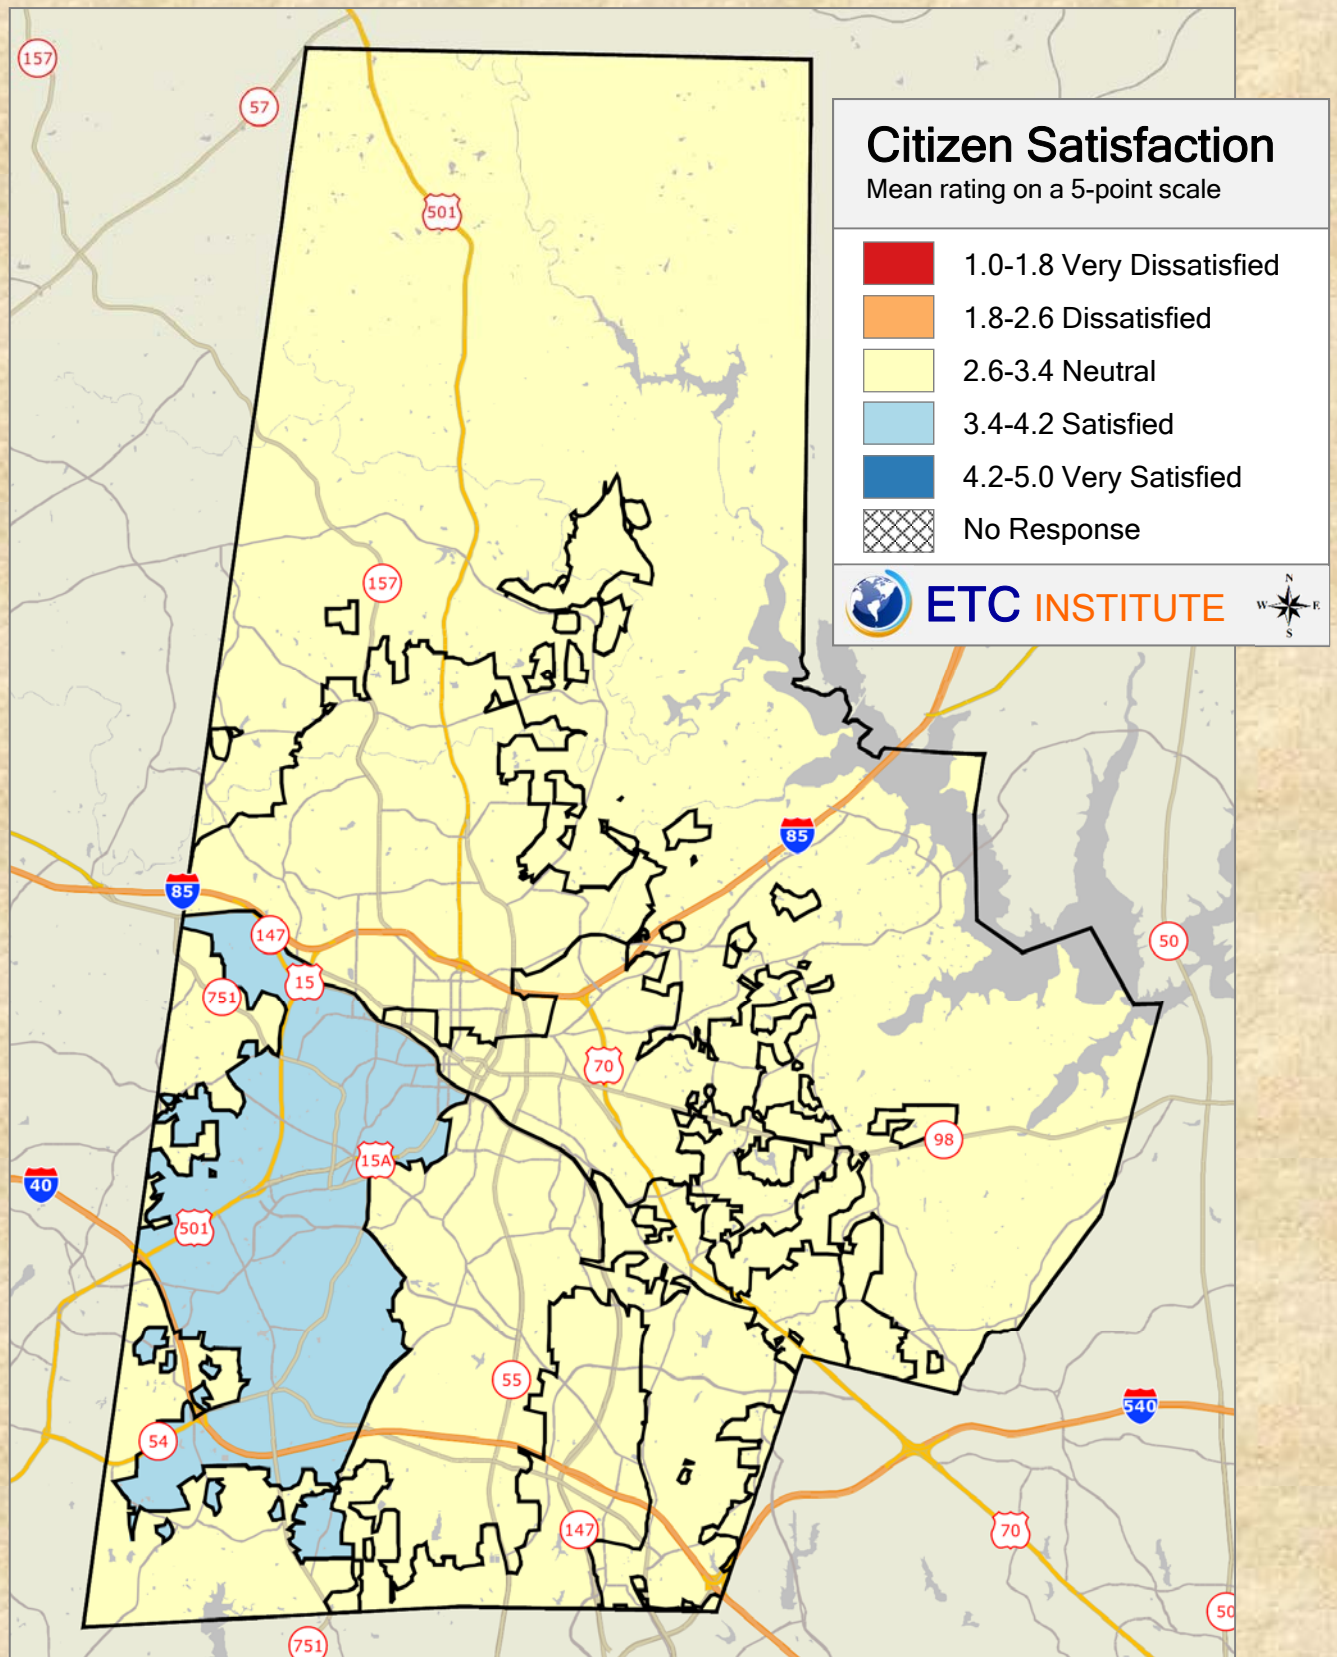 157
57
501
Citizen Satisfaction
Mean rating on a 5-point scale
1.0-1.8 Very Dissatisfied
1.8-2.6 Dissatisfied
2.6-3.4 Neutral
3.4-4.2 Satisfied
4.2-5.0 Very Satisfied
No Response
ETC INSTITUTE
N
W E
S
157
85
85
147
50
15
751
70
98
15A
40
501
55
540
54
147
70
50
751